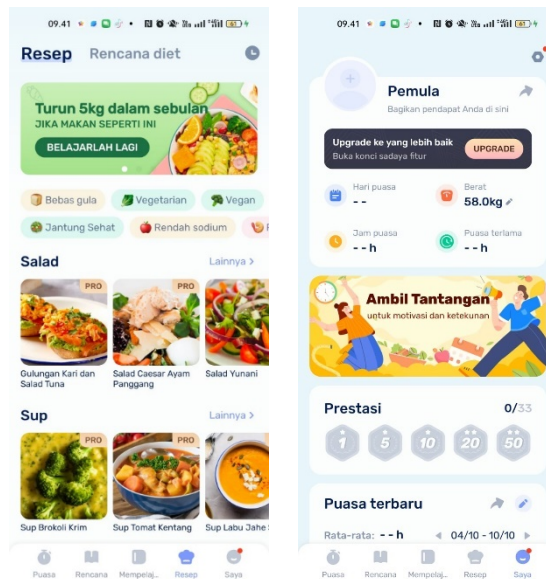 09.41
Resep Rencana diet
Turun 5kg dalam sebulan
JIKA MAKAN SEPERTI INI
BELAJARLAH LAGI
Bebas gula Vegetarian Vegan
Jantung Sehat Rendah sodium
Salad Lainnya >
PRO PRO
Gulungan Kari dan Salad Tuna
Salad Caesar Ayam Panggang
Salad Yunani
Sup Lainnya >
PRO PRO
Sup Brokoli Krim Sup Tomat Kentang Sup Labu Jahe
Puasa Rencana Mempelaj... Resep Saya
09.41
Pemula
Bagikan pendapat Anda di sini
Upgrade ke yang lebih baik
Buka konci sadaya fitur
UPGRADE
Hari puasa
- -
Berat
58.0kg
Jam puasa
- - h
Puasa terlama
- - h
Ambil Tantangan
untuk motivasi dan ketekunan
Prestasi 0/33
1 5 10 20 50
Puasa terbaru
Rata-rata: - - h 04/10 - 10/10
Puasa Rencana Mempelaj... Resep Saya